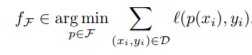 f_F ∈ arg min_{p∈F} ∑_{(x_i,y_i)∈D} ℓ(p(x_i), y_i).